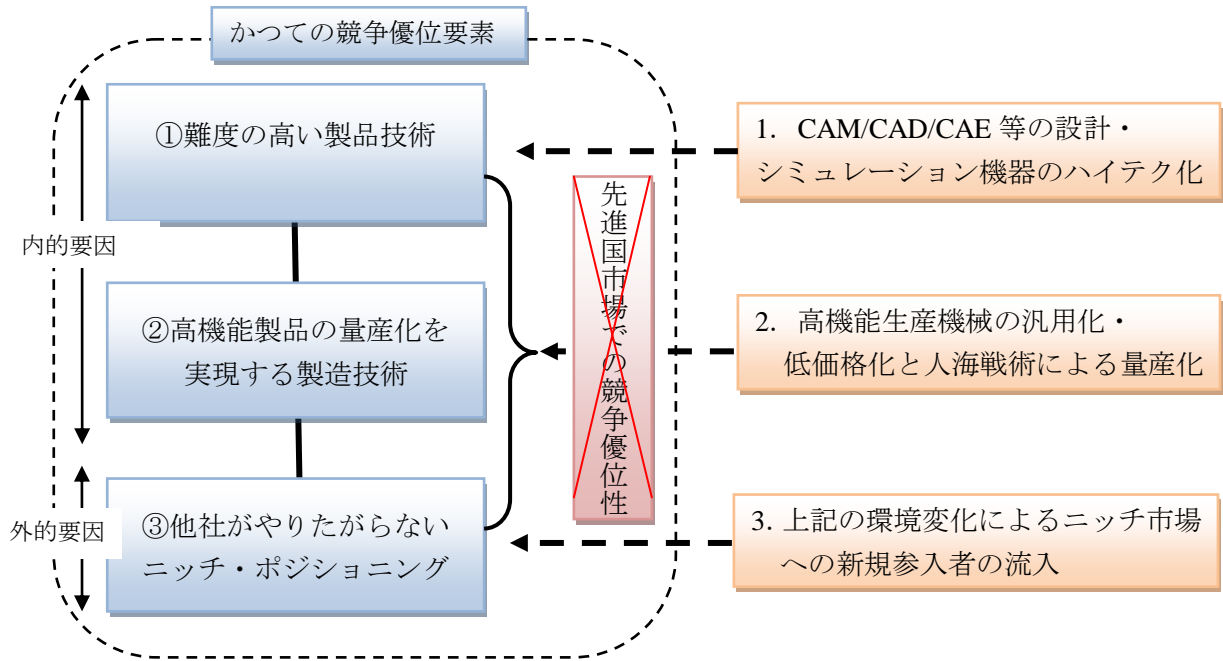 かつての競争優位要素
①難度の高い製品技術
内的要因
②高機能製品の量産化を
実現する製造技術
外的要因
③他社がやりたがらない
ニッチ・ポジショニング
先進国市場での競争優位性
1. CAM/CAD/CAE 等の設計・
シミュレーション機器のハイテク化
2. 高機能生産機械の汎用化・
低価格化と人海戦術による量産化
3. 上記の環境変化によるニッチ市場
への新規参入者の流入